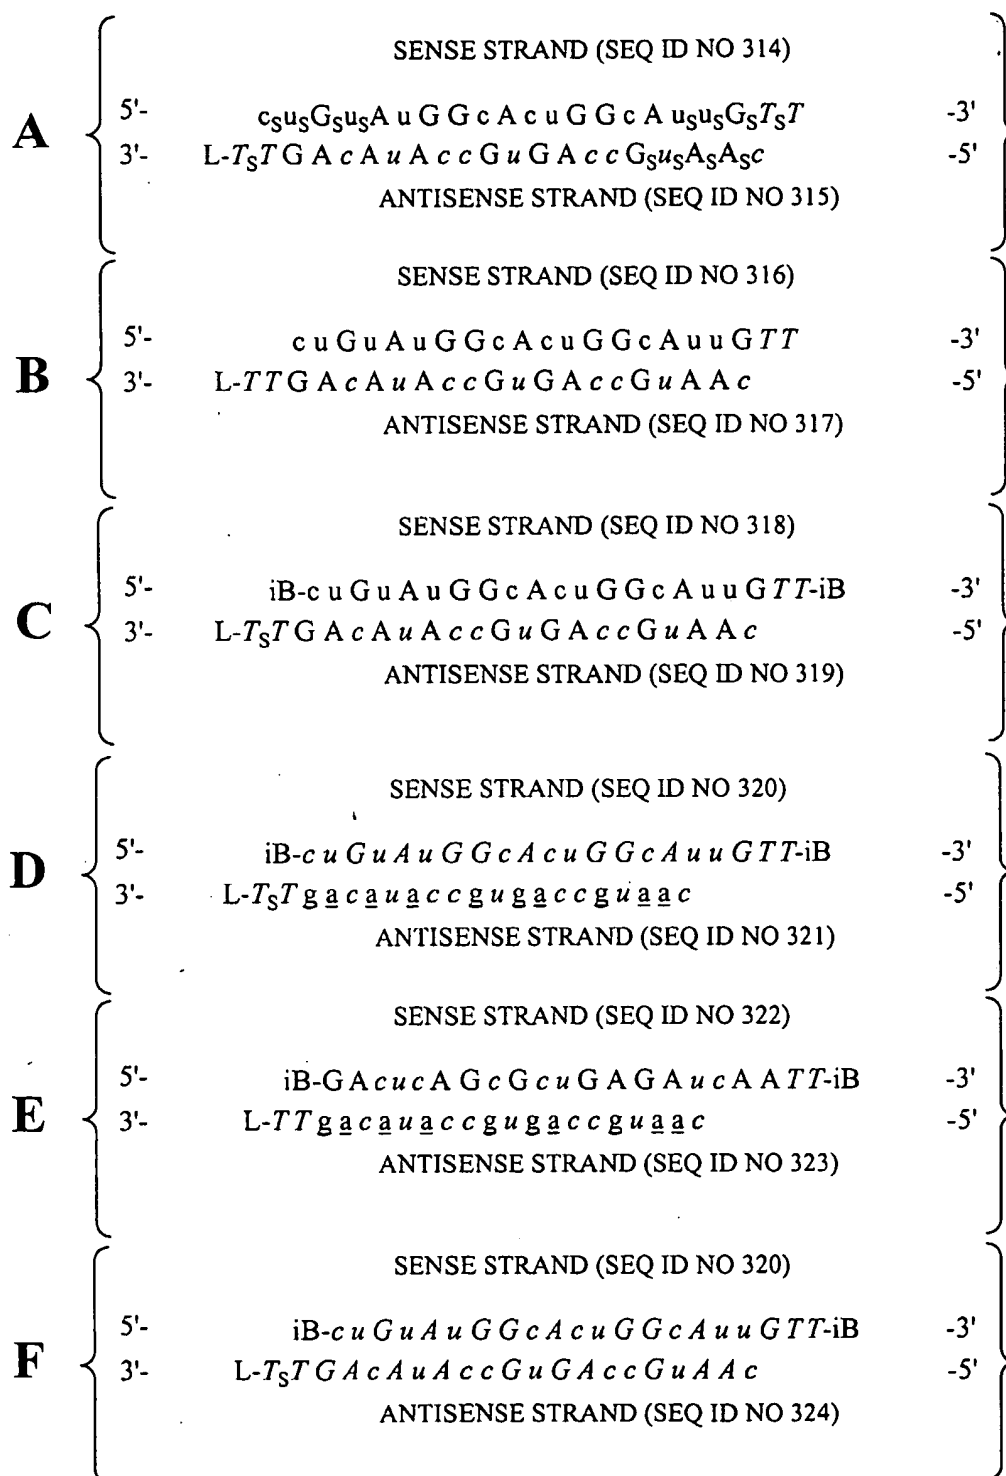 SENSE STRAND (SEQ ID NO 314)
A
5'- csusGsusA u G G c A c u G G c A ususGsTsT -3'
3'- L-TsT G A c A u A c c G u G A c c GsusAsAsc -5'
ANTISENSE STRAND (SEQ ID NO 315)
SENSE STRAND (SEQ ID NO 316)
B
5'- c u G u A u G G c A c u G G c A u u G T T -3'
3'- L-T T G A c A u A c c G u G A c c G u A A c -5'
ANTISENSE STRAND (SEQ ID NO 317)
SENSE STRAND (SEQ ID NO 318)
C
5'- iB-c u G u A u G G c A c u G G c A u u G T T-iB -3'
3'- L-TsT G A c A u A c c G u G A c c G u A A c -5'
ANTISENSE STRAND (SEQ ID NO 319)
SENSE STRAND (SEQ ID NO 320)
D
5'- iB-c u G u A u G G c A c u G G c A u u G T T-iB -3'
3'- L-TsT g a c a u a c c g u g a c c g u a a c -5'
ANTISENSE STRAND (SEQ ID NO 321)
SENSE STRAND (SEQ ID NO 322)
E
5'- iB-G A c u c A G c G c u G A G A u c A A T T-iB -3'
3'- L-T T g a c a u a c c g u g a c c g u a a c -5'
ANTISENSE STRAND (SEQ ID NO 323)
SENSE STRAND (SEQ ID NO 320)
F
5'- iB-c u G u A u G G c A c u G G c A u u G T T-iB -3'
3'- L-TsT G A c A u A c c G u G A c c G u A A c -5'
ANTISENSE STRAND (SEQ ID NO 324)